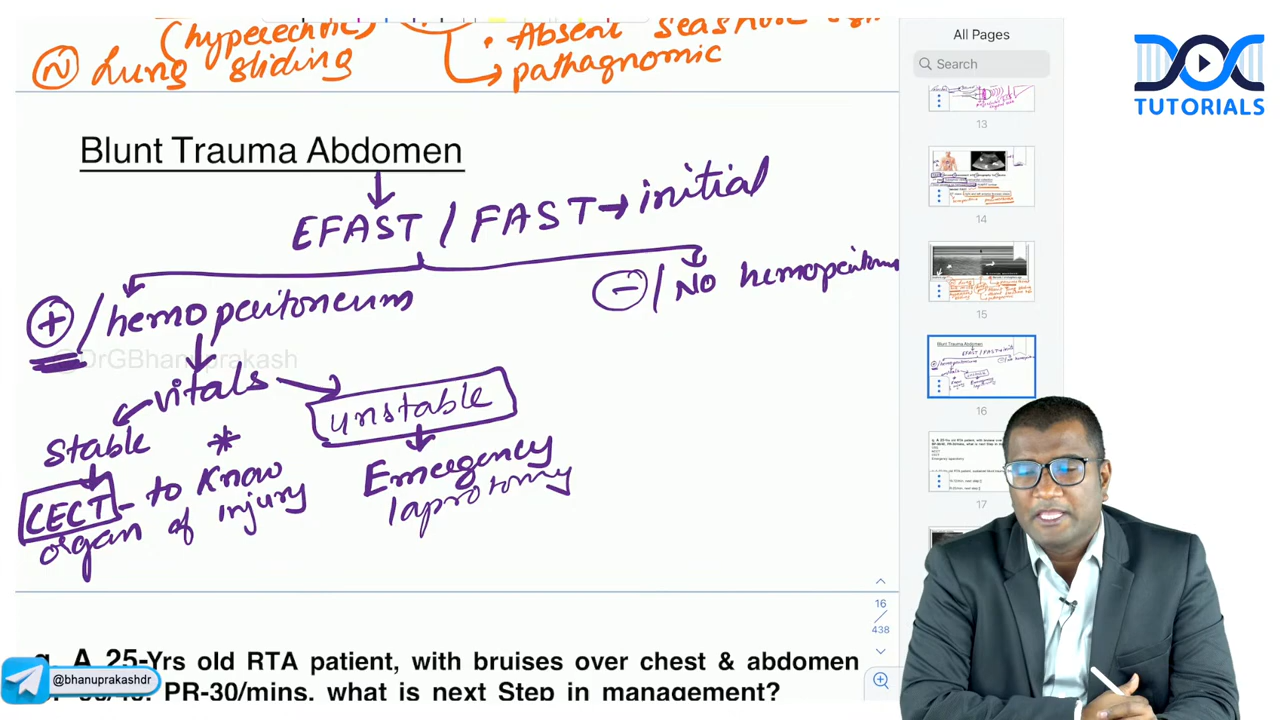 (hyperechoic)
• Absent seashore
Ⓝ Lung sliding
pathagnomic
Blunt Trauma Abdomen
EFAST / FAST → initial
⊕ / hemoperitoneum
⊖ / No hemoperitoneum
@DrGBhanuprakash
vitals
Stable *
unstable
CECT - to Know
organ of injury
Emergency
laprotomy
q. A 25-Yrs old RTA patient, with bruises over chest & abdomen
PR-30/mins. what is next Step in management?
@bhanuprakashdr
All Pages
Search
13
14
15
Blunt Trauma Abdomen
16
17
16
/
438
DOC
TUTORIALS